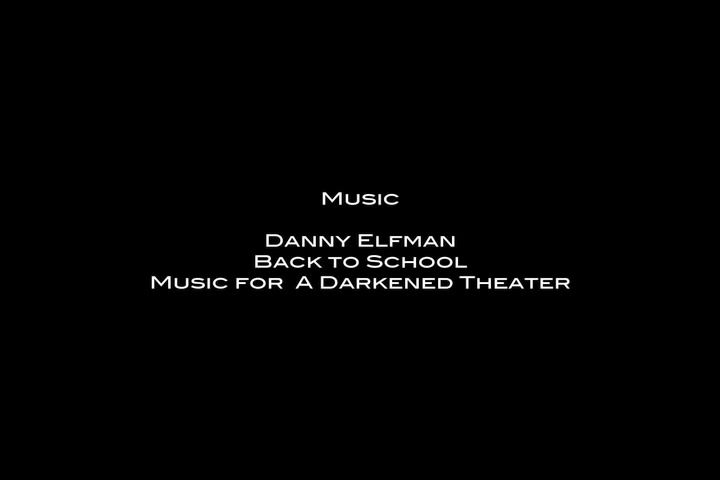 Music
Danny Elfman
Back to School
Music for  A Darkened Theater